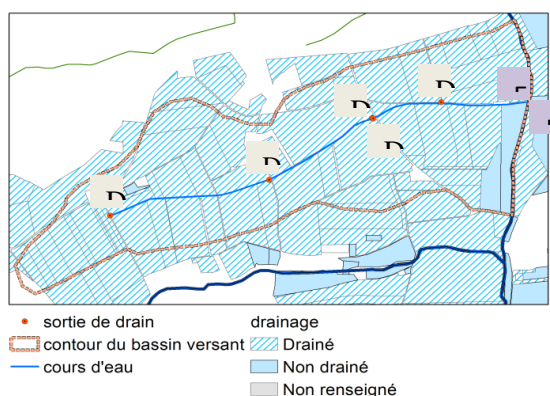 sortie de drain
contour du bassin versant
cours d'eau
drainage
Drainé
Non drainé
Non renseigné